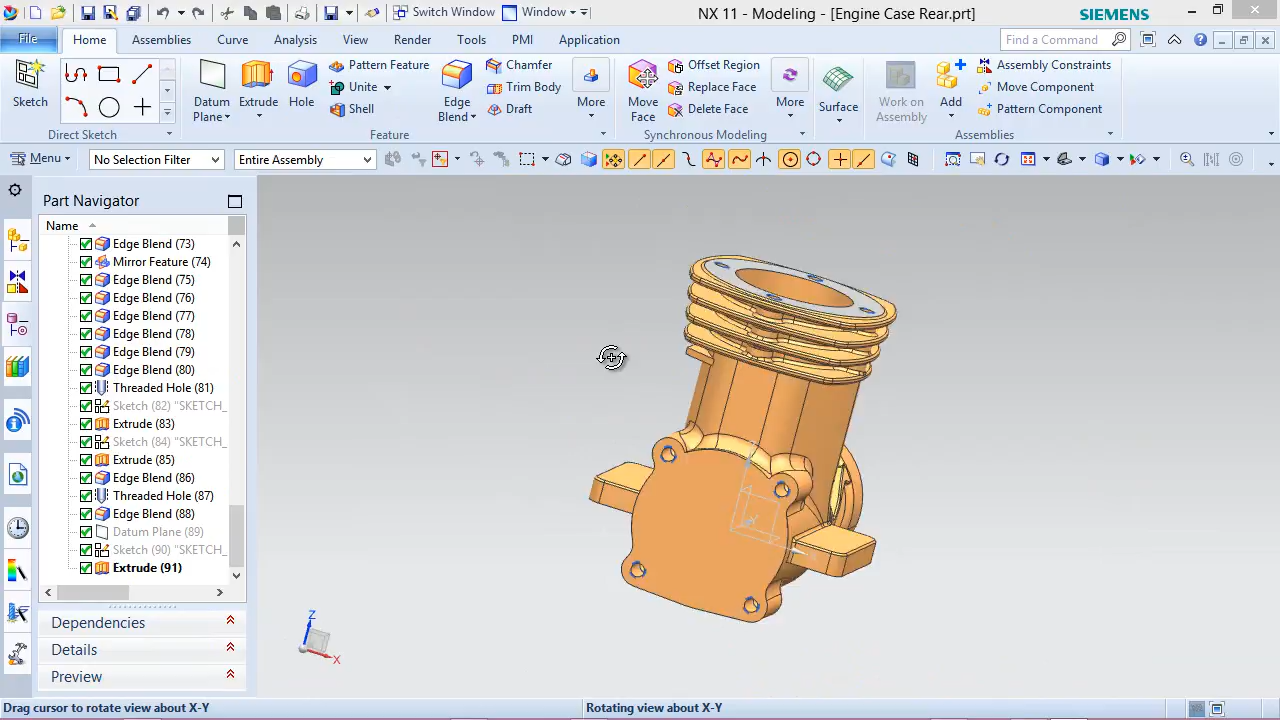 Switch Window Window NX 11 - Modeling - [Engine Case Rear.prt] SIEMENS
File Home Assemblies Curve Analysis View Render Tools PMI Application Find a Command
Pattern Feature Chamfer Offset Region Assembly Constraints
Unite Trim Body Replace Face Move Component
Shell Draft Delete Face Pattern Component
Sketch Datum Plane Extrude Hole Edge Blend More Move Face More Surface Work on Assembly Add
Direct Sketch Feature Synchronous Modeling Assemblies
Menu No Selection Filter Entire Assembly
Part Navigator
Name
Edge Blend (73)
Mirror Feature (74)
Edge Blend (75)
Edge Blend (76)
Edge Blend (77)
Edge Blend (78)
Edge Blend (79)
Edge Blend (80)
Threaded Hole (81)
Sketch (82) "SKETCH_
Extrude (83)
Sketch (84) "SKETCH_
Extrude (85)
Edge Blend (86)
Threaded Hole (87)
Edge Blend (88)
Datum Plane (89)
Sketch (90) "SKETCH_
Extrude (91)
Dependencies
Details
Preview
Z
X
Drag cursor to rotate view about X-Y Rotating view about X-Y